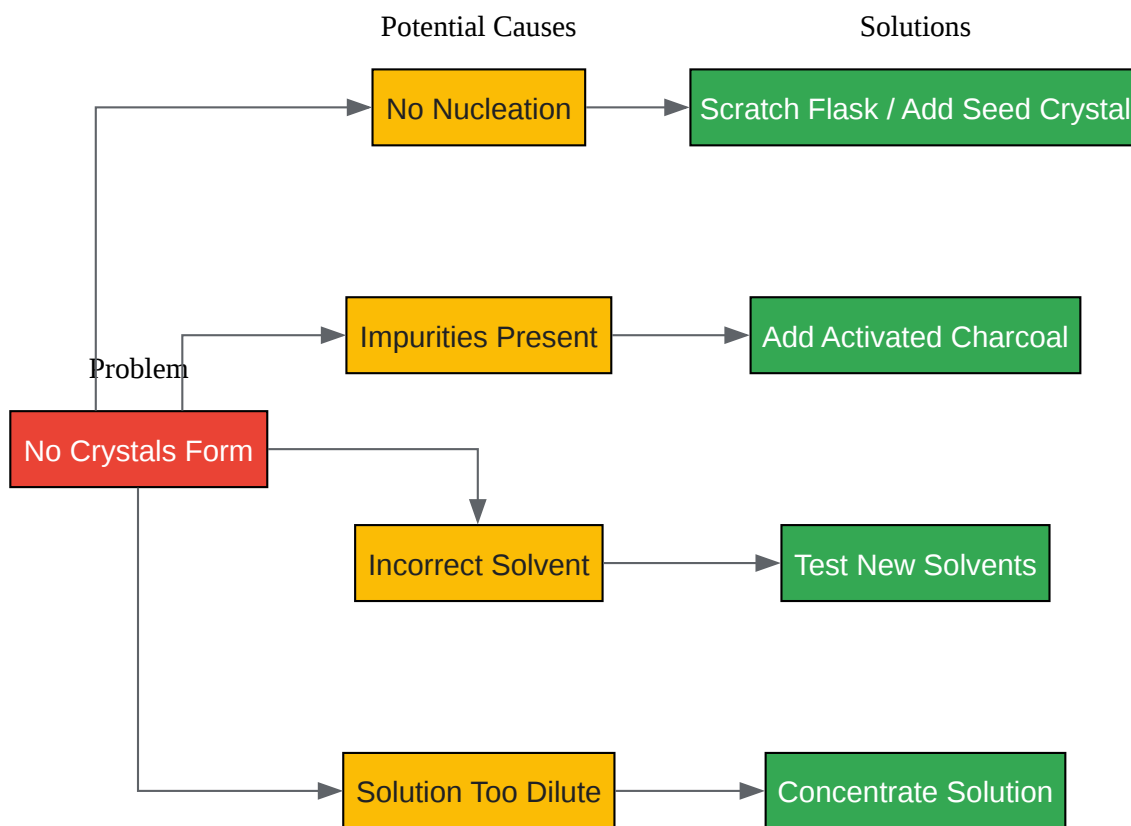 Potential Causes
Solutions
No Nucleation
Scratch Flask / Add Seed Crystal
Impurities Present
Add Activated Charcoal
Problem
No Crystals Form
Incorrect Solvent
Test New Solvents
Solution Too Dilute
Concentrate Solution